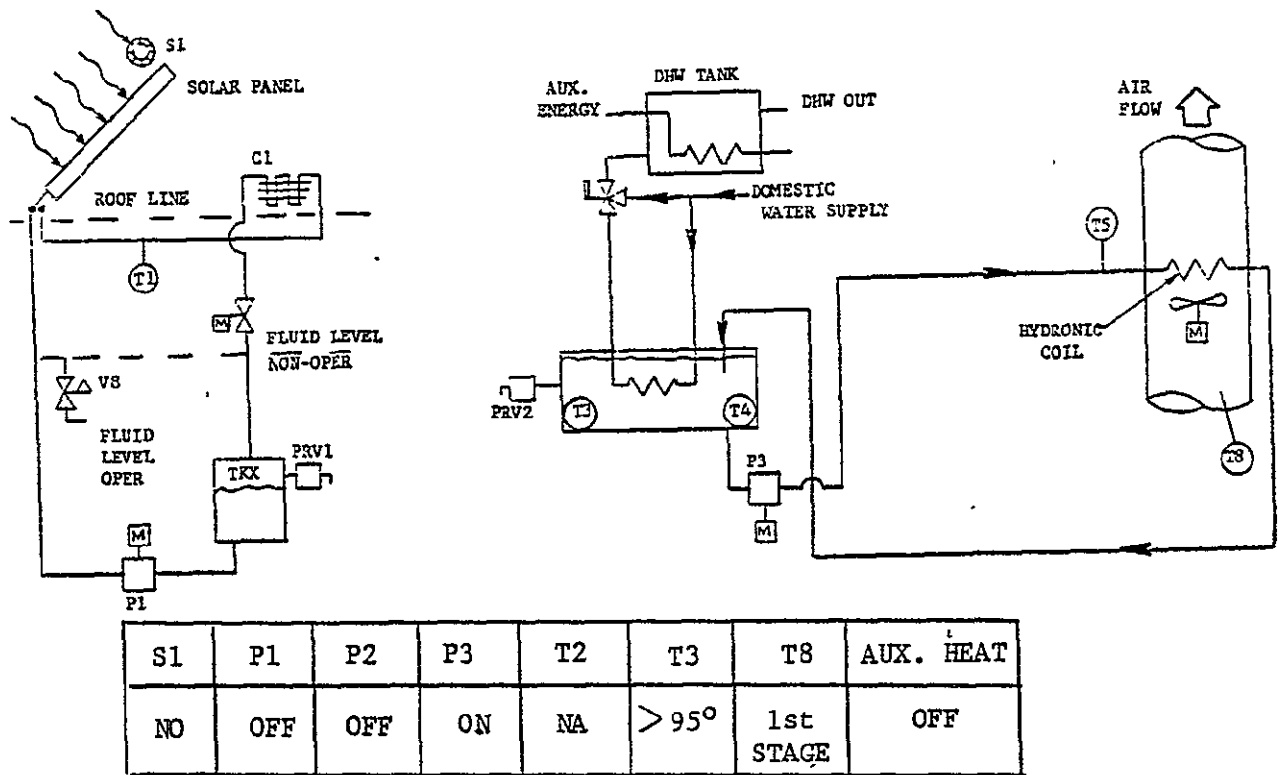 S1
SOLAR PANEL
C1
ROOF LINE
T1
M
FLUID LEVEL
NON-OPER
V8
FLUID
LEVEL
OPER
TKX
PRV1
M
P1
DHW TANK
AUX.
ENERGY
DHW OUT
DOMESTIC
WATER SUPPLY
PRV2
T3
T4
P3
M
AIR
FLOW
T5
HYDRONIC
COIL
M
T8
S1 P1 P2 P3 T2 T3 T8 AUX. HEAT
NO OFF OFF ON NA >95° 1st STAGE OFF